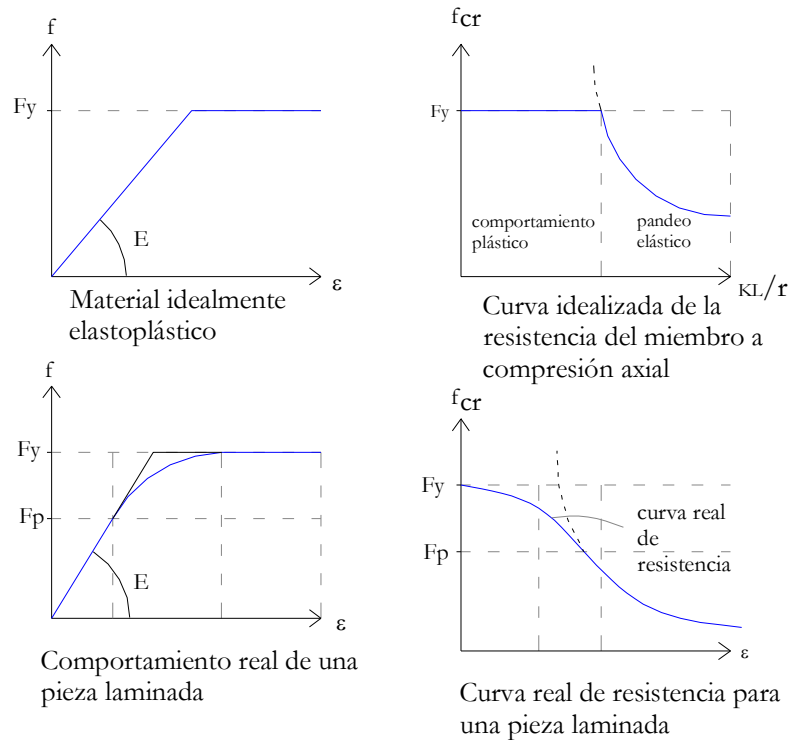 f
Fy
E
ε
Material idealmente
elastoplástico
fcr
Fy
comportamiento
plástico
pandeo
elástico
KL/r
Curva idealizada de la
resistencia del miembro a
compresión axial
f
Fy
Fp
E
ε
Comportamiento real de una
pieza laminada
fcr
Fy
Fp
curva real
de
resistencia
ε
Curva real de resistencia para
una pieza laminada